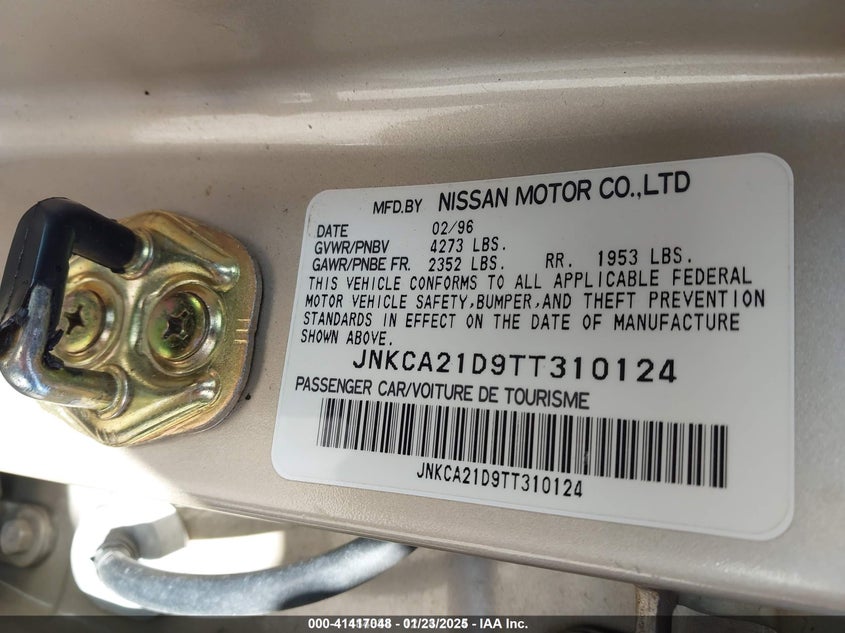 MFD.BY NISSAN MOTOR CO.,LTD
DATE 02/96
GVWR/PNBV 4273 LBS.
GAWR/PNBE FR. 2352 LBS. RR. 1953 LBS.
THIS VEHICLE CONFORMS TO ALL APPLICABLE FEDERAL
MOTOR VEHICLE SAFETY,BUMPER,AND THEFT PREVENTION
STANDARDS IN EFFECT ON THE DATE OF MANUFACTURE
SHOWN ABOVE.
JNKCA21D9TT310124
PASSENGER CAR/VOITURE DE TOURISME
JNKCA21D9TT310124
000-41417048 - 01/23/2025 - IAA Inc.